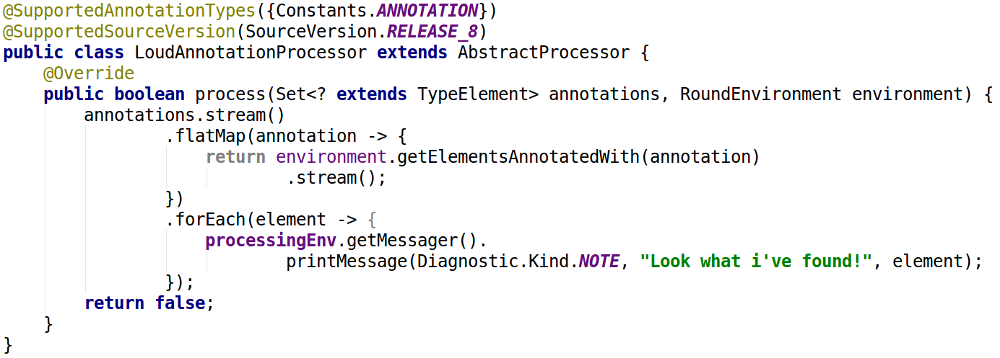 @SupportedAnnotationTypes({Constants.ANNOTATION})
@SupportedSourceVersion(SourceVersion.RELEASE_8)
public class LoudAnnotationProcessor extends AbstractProcessor {
    @Override
    public boolean process(Set<? extends TypeElement> annotations, RoundEnvironment environment) {
        annotations.stream()
                .flatMap(annotation -> {
                    return environment.getElementsAnnotatedWith(annotation)
                            .stream();
                })
                .forEach(element -> {
                    processingEnv.getMessager().
                            printMessage(Diagnostic.Kind.NOTE, "Look what i've found!", element);
                });
        return false;
    }
}